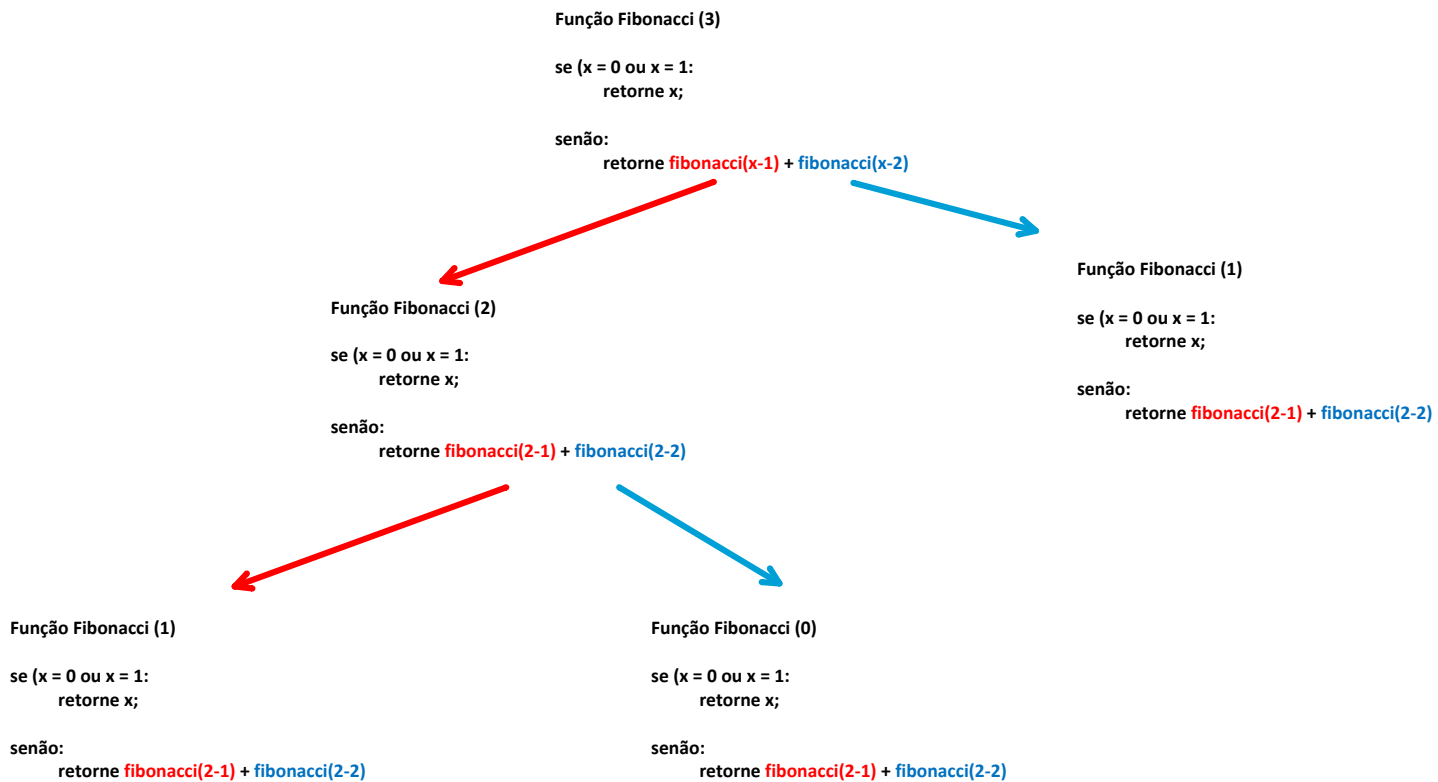 Função Fibonacci (3)
se (x = 0 ou x = 1:
retorne x;
senão:
retorne fibonacci(x-1) + fibonacci(x-2)
Função Fibonacci (2)
se (x = 0 ou x = 1:
retorne x;
senão:
retorne fibonacci(2-1) + fibonacci(2-2)
Função Fibonacci (1)
se (x = 0 ou x = 1:
retorne x;
senão:
retorne fibonacci(2-1) + fibonacci(2-2)
Função Fibonacci (1)
se (x = 0 ou x = 1:
retorne x;
senão:
retorne fibonacci(2-1) + fibonacci(2-2)
Função Fibonacci (0)
se (x = 0 ou x = 1:
retorne x;
senão:
retorne fibonacci(2-1) + fibonacci(2-2)